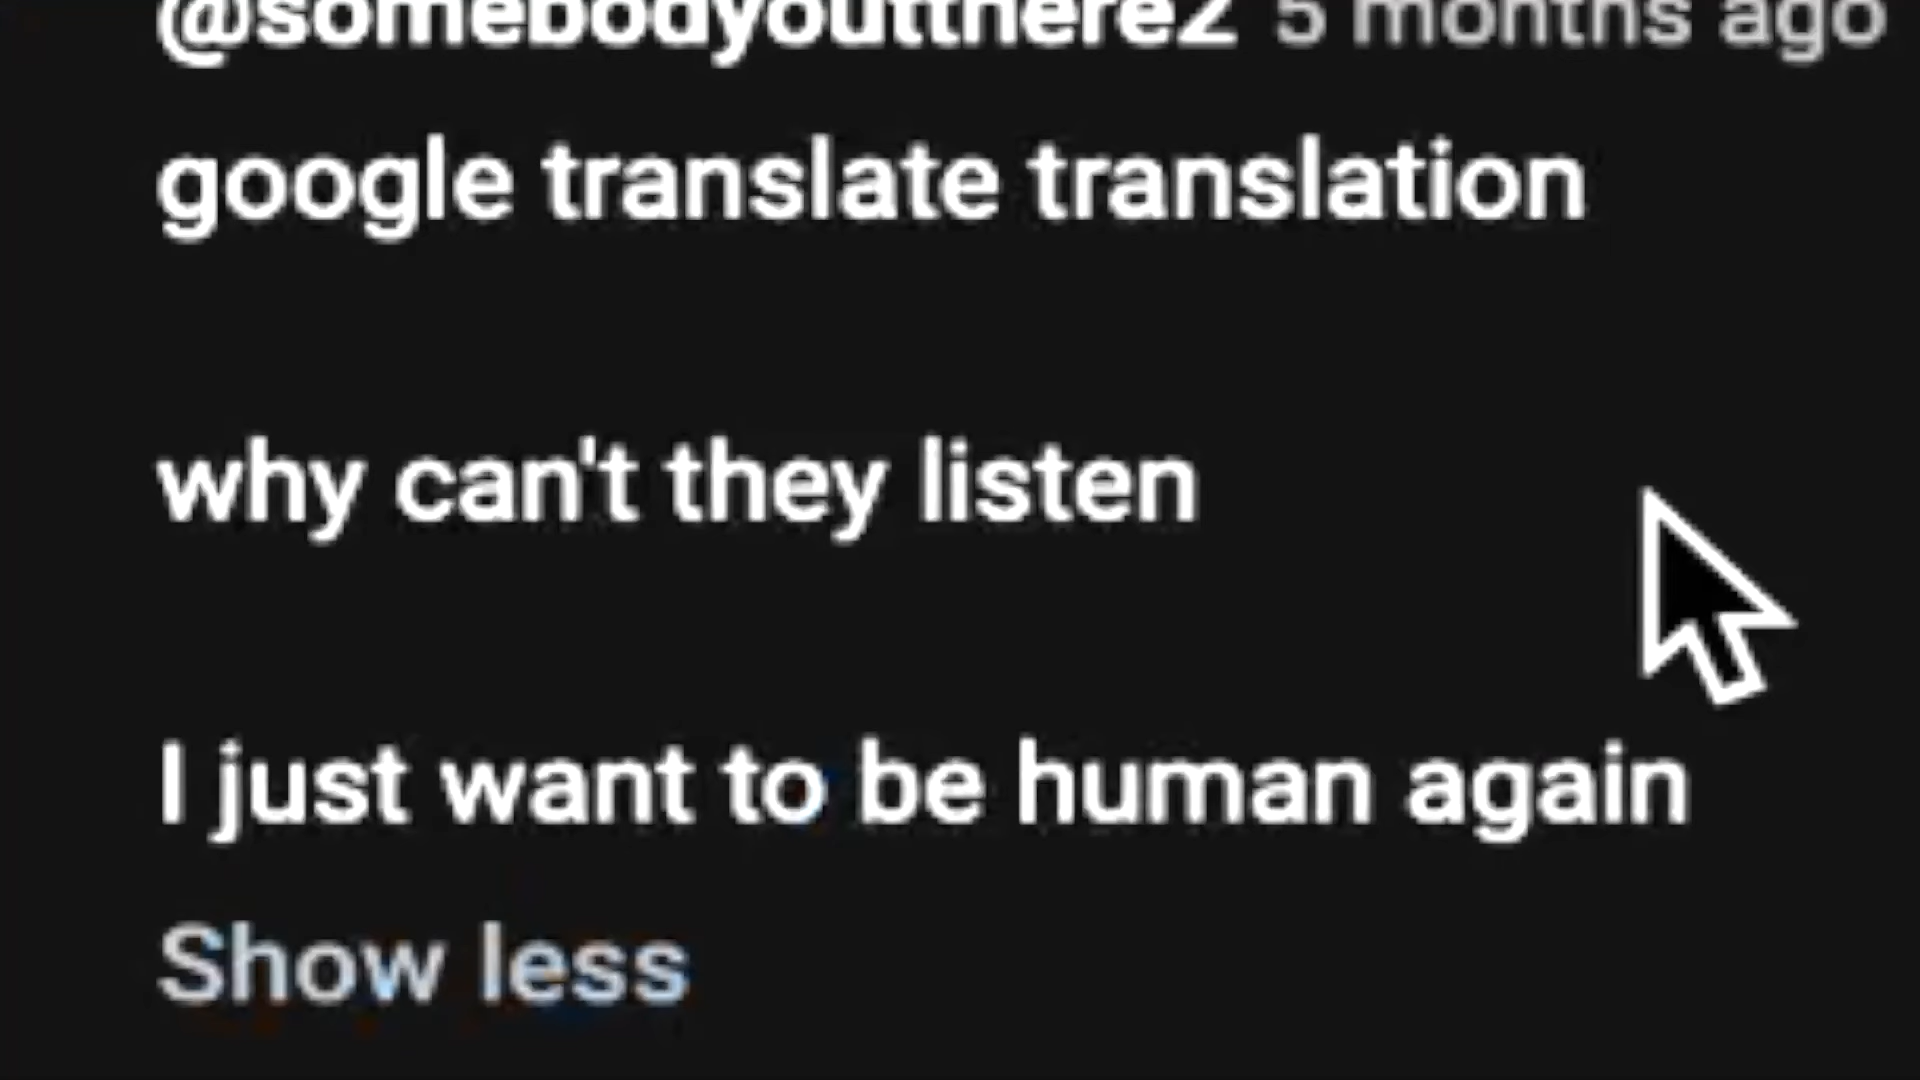 @somebodyoutthere2 5 months ago
google translate translation
why can't they listen
I just want to be human again
Show less